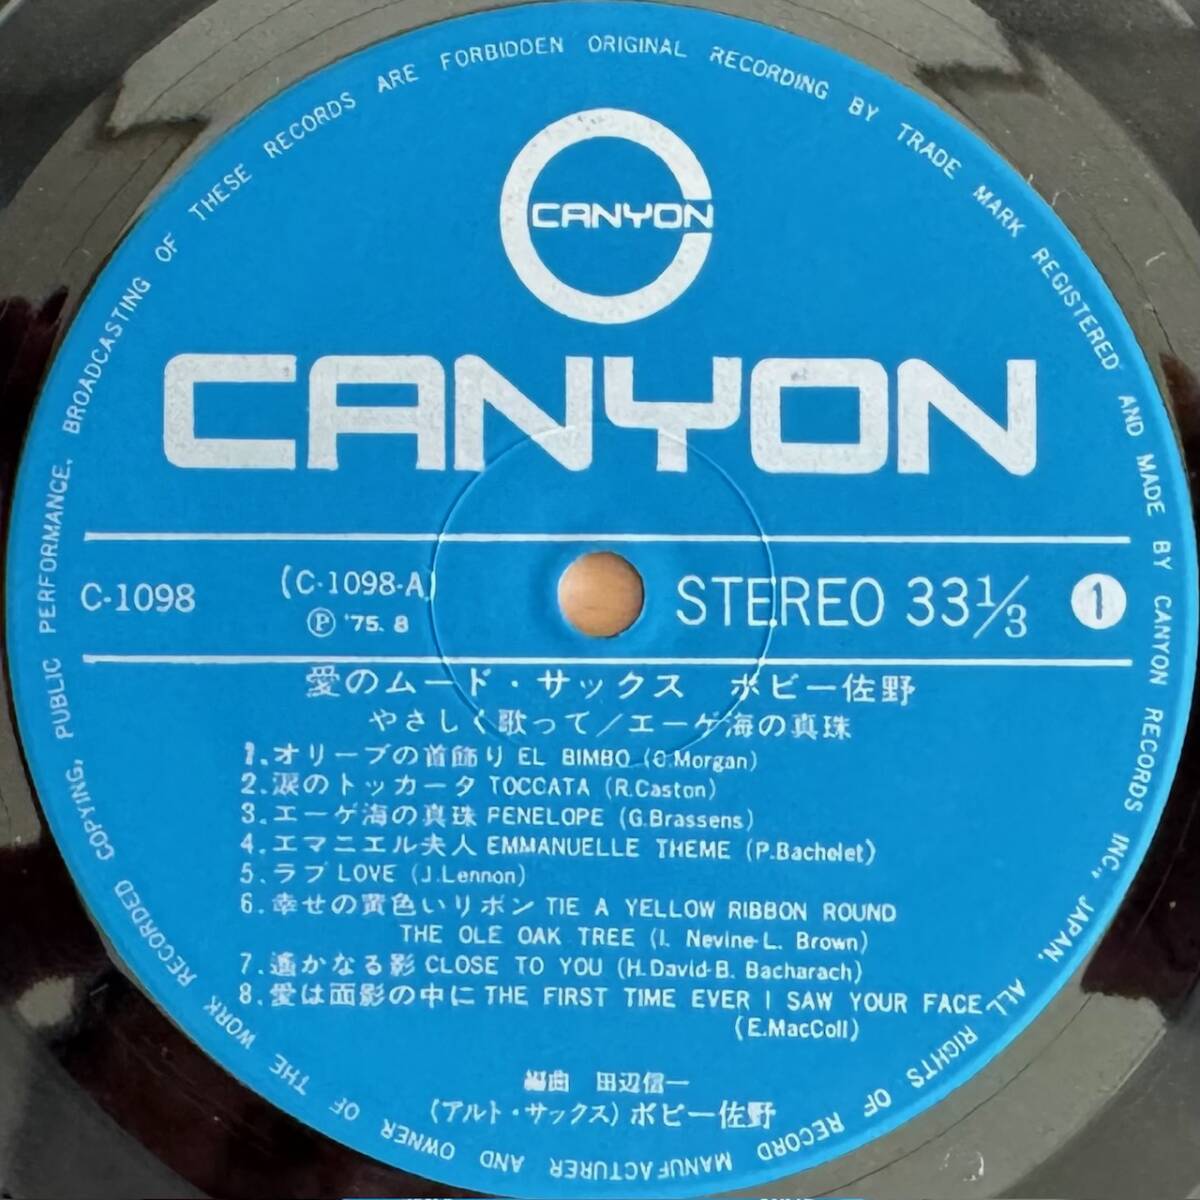 CANYON
CANYON
C-1098
(C-1098-A)
Ⓟ '75. 8
STEREO 33 1/3
1
愛のムード・サックス ボビー佐野
やさしく歌って/エーゲ海の真珠
1. オリーブの首飾り EL BIMBO (C.Morgan)
2. 涙のトッカータ TOCCATA (R.Caston)
3. エーゲ海の真珠 PENELOPE (G.Brassens)
4. エマニエル夫人 EMMANUELLE THEME (P.Bachelet)
5. ラブ LOVE (J.Lennon)
6. 幸せの黄色いリボン TIE A YELLOW RIBBON ROUND
THE OLE OAK TREE (I. Nevine-L. Brown)
7. 遙かなる影 CLOSE TO YOU (H.David-B. Bacharach)
8. 愛は面影の中に THE FIRST TIME EVER I SAW YOUR FACE
(E.MacColl)
編曲 田辺信一
(アルト・サックス) ボビー佐野
ORIGINAL RECORDING BY TRADE MARK REGISTERED AND MADE BY CANYON RECORDS INC., JAPAN. ALL RIGHTS OF RECORD MANUFACTURER AND OWNER OF THE WORK RECORDED COPYING, PUBLIC PERFORMANCE, BROADCASTING OF THESE RECORDS ARE FORBIDDEN